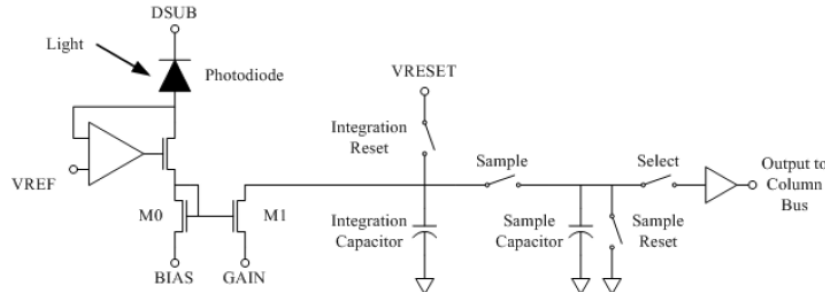 DSUB
Light
Photodiode
VRESET
Integration
Reset
Sample
Select
Output to
Column
Bus
VREF
M0
M1
Integration
Capacitor
Sample
Capacitor
Sample
Reset
BIAS
GAIN